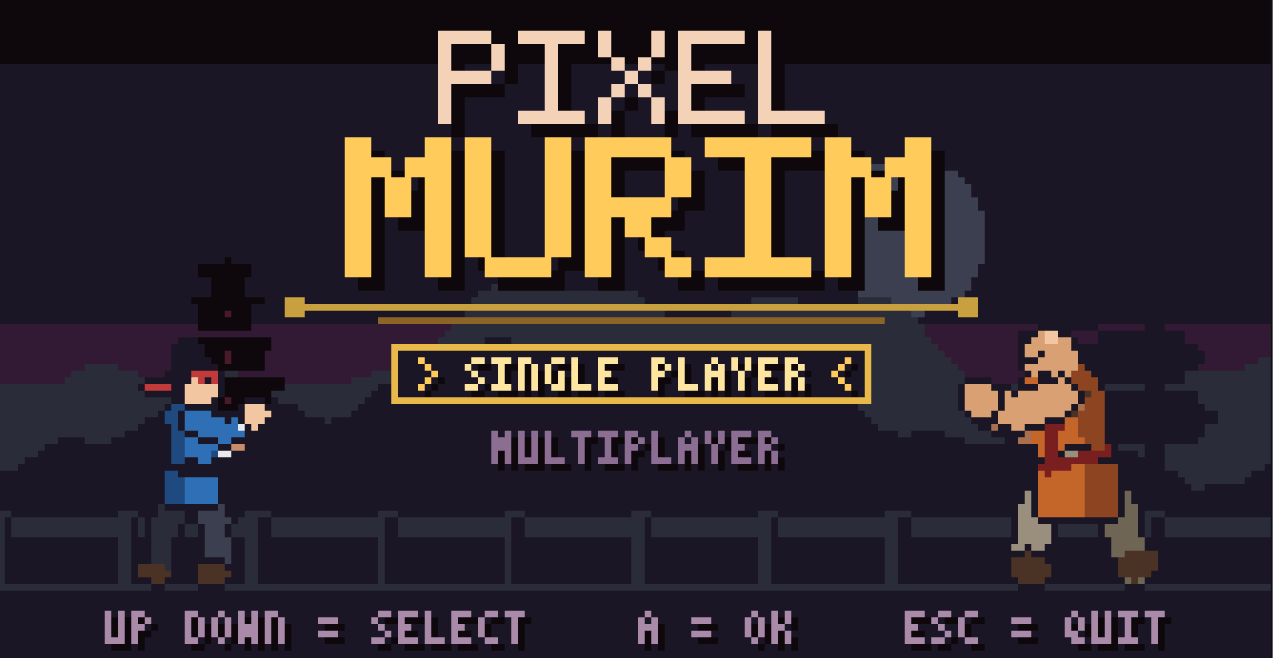 PIXEL
MURIM
> SINGLE PLAYER <
MULTIPLAYER
UP DOWN = SELECT A = OK ESC = QUIT